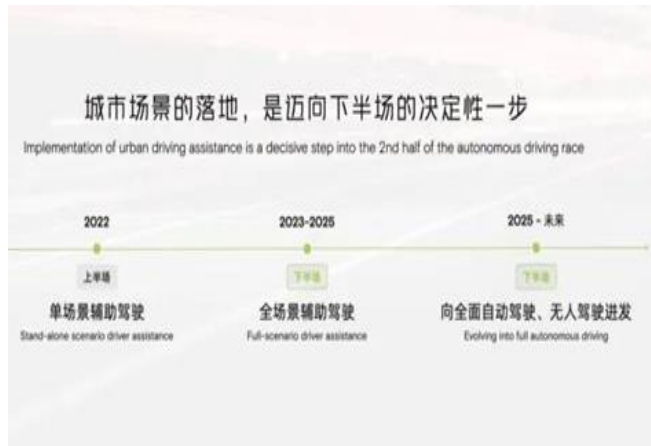 城市场景的落地，是迈向下半场的决定性一步
Implementation of urban driving assistance is a decisive step into the 2nd half of the autonomous driving race
2022
2023-2025
2025 - 未来
上半场
下半场
下半场
单场景辅助驾驶
全场景辅助驾驶
向全面自动驾驶、无人驾驶进发
Stand-alone scenario driver assistance
Full-scenario driver assistance
Evolving into full autonomous driving